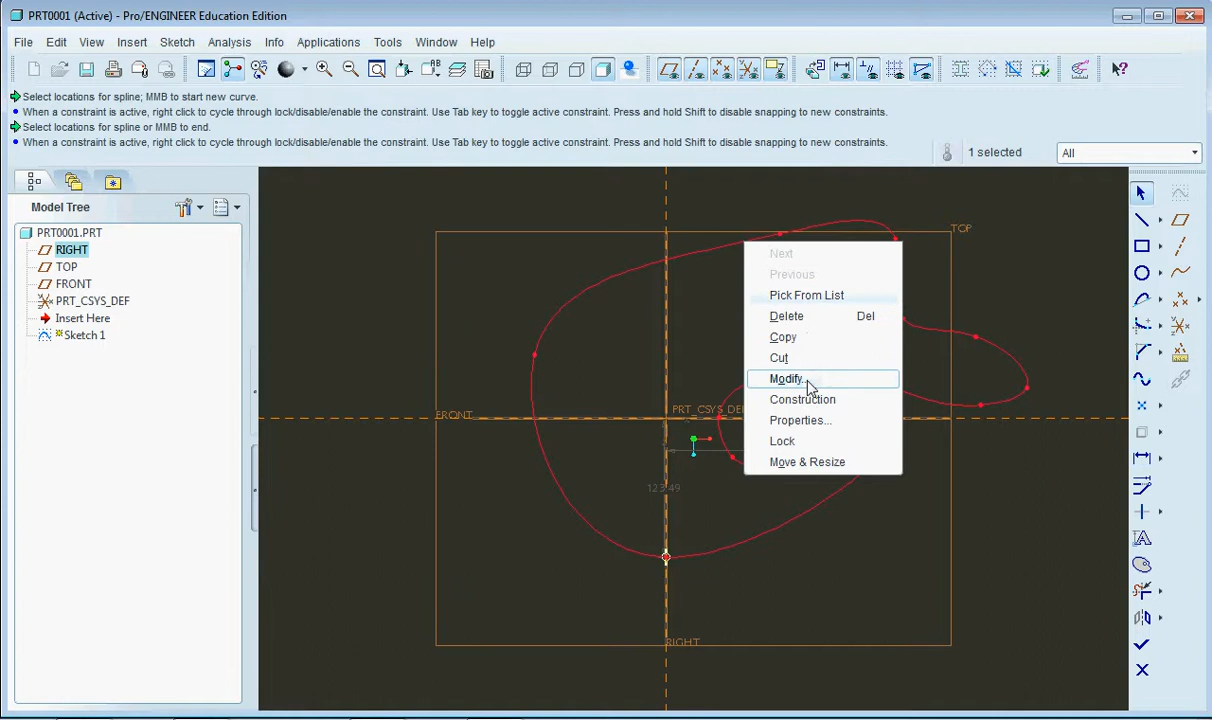 PRT0001 (Active) - Pro/ENGINEER Education Edition
File Edit View Insert Sketch Analysis Info Applications Tools Window Help
Select locations for spline; MMB to start new curve.
When a constraint is active, right click to cycle through lock/disable/enable the constraint. Use Tab key to toggle active constraint. Press and hold Shift to disable snapping to new constraints.
Select locations for spline or MMB to end.
When a constraint is active, right click to cycle through lock/disable/enable the constraint. Use Tab key to toggle active constraint. Press and hold Shift to disable snapping to new constraints.
1 selected All
Model Tree
PRT0001.PRT
RIGHT
TOP
FRONT
PRT_CSYS_DEF
Insert Here
Sketch 1
TOP
Next
Previous
Pick From List
Delete Del
Copy
Cut
Modify...
Construction
Properties...
Lock
Move & Resize
FRONT
PRT_CSYS_DEF
123.49
RIGHT